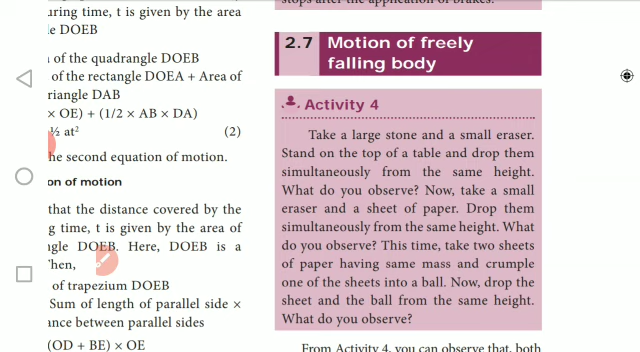 uring time, t is given by the area
le DOEB
of the quadrangle DOEB
of the rectangle DOEA + Area of
riangle DAB
× OE) + (1/2 × AB × DA)
½ at² (2)
he second equation of motion.
on of motion
that the distance covered by the
g time, t is given by the area of
ngle DOEB. Here, DOEB is a
Then,
of trapezium DOEB
Sum of length of parallel side ×
ance between parallel sides
(OD + BE) × OE
stops after the application of brakes.
2.7 Motion of freely
falling body
Activity 4
Take a large stone and a small eraser.
Stand on the top of a table and drop them
simultaneously from the same height.
What do you observe? Now, take a small
eraser and a sheet of paper. Drop them
simultaneously from the same height. What
do you observe? This time, take two sheets
of paper having same mass and crumple
one of the sheets into a ball. Now, drop the
sheet and the ball from the same height.
What do you observe?
From Activity 4, you can observe that, both